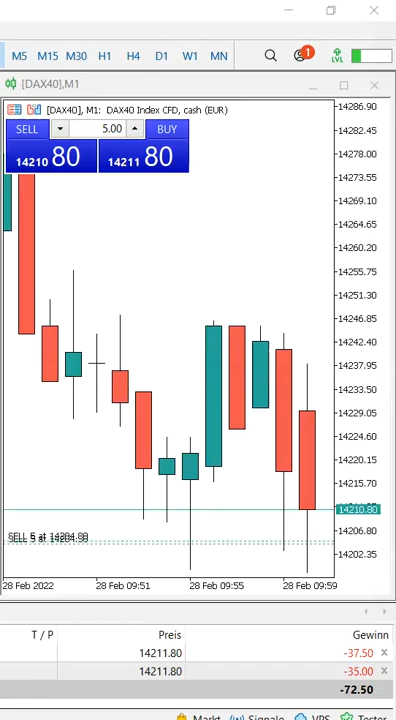 M5 M15 M30 H1 H4 D1 W1 MN 1 LVL
[DAX40],M1
[DAX40], M1: DAX40 Index CFD, cash (EUR)
SELL 5.00 BUY
14210 80 14211 80
14286.90
14282.45
14278.00
14273.55
14269.10
14264.65
14260.20
14255.75
14251.30
14246.85
14242.40
14237.95
14233.50
14229.05
14224.60
14220.15
14215.70
14210.80
14206.80
14202.35
SELL 5 at 14204.80
28 Feb 2022 28 Feb 09:51 28 Feb 09:55 28 Feb 09:59
T / P Preis Gewinn
14211.80 -37.50
14211.80 -35.00
-72.50
Markt Signale VPS Tester